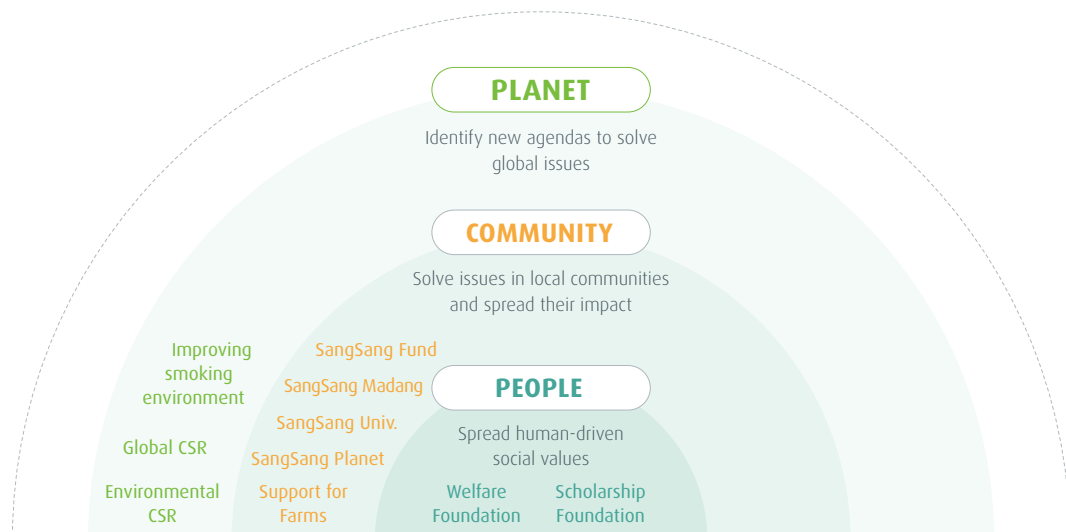 PLANET
Identify new agendas to solve
global issues
COMMUNITY
Solve issues in local communities
and spread their impact
Improving
smoking
environment
Global CSR
Environmental
CSR
SangSang Fund
SangSang Madang
SangSang Univ.
SangSang Planet
Support for
Farms
PEOPLE
Spread human-driven
social values
Welfare
Foundation
Scholarship
Foundation